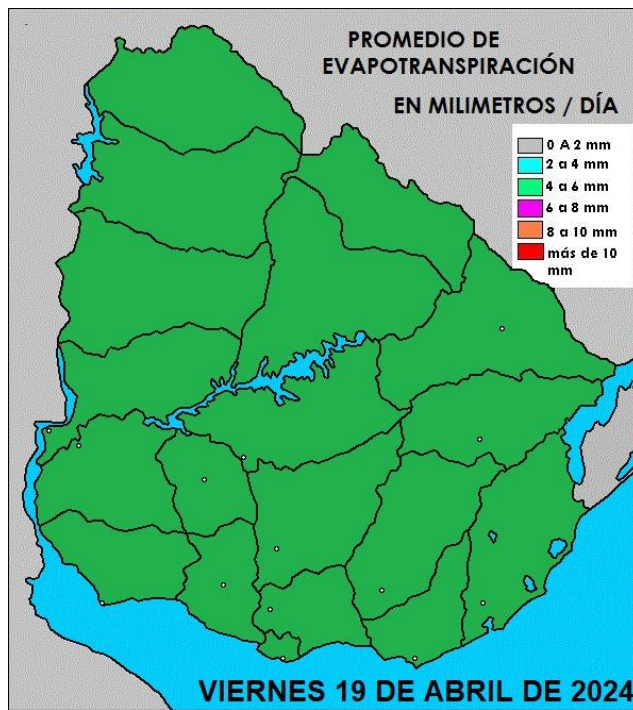 PROMEDIO DE
EVAPOTRANSPIRACIÓN
EN MILIMETROS / DÍA
0 A 2 mm
2 a 4 mm
4 a 6 mm
6 a 8 mm
8 a 10 mm
más de 10
mm
VIERNES 19 DE ABRIL DE 2024